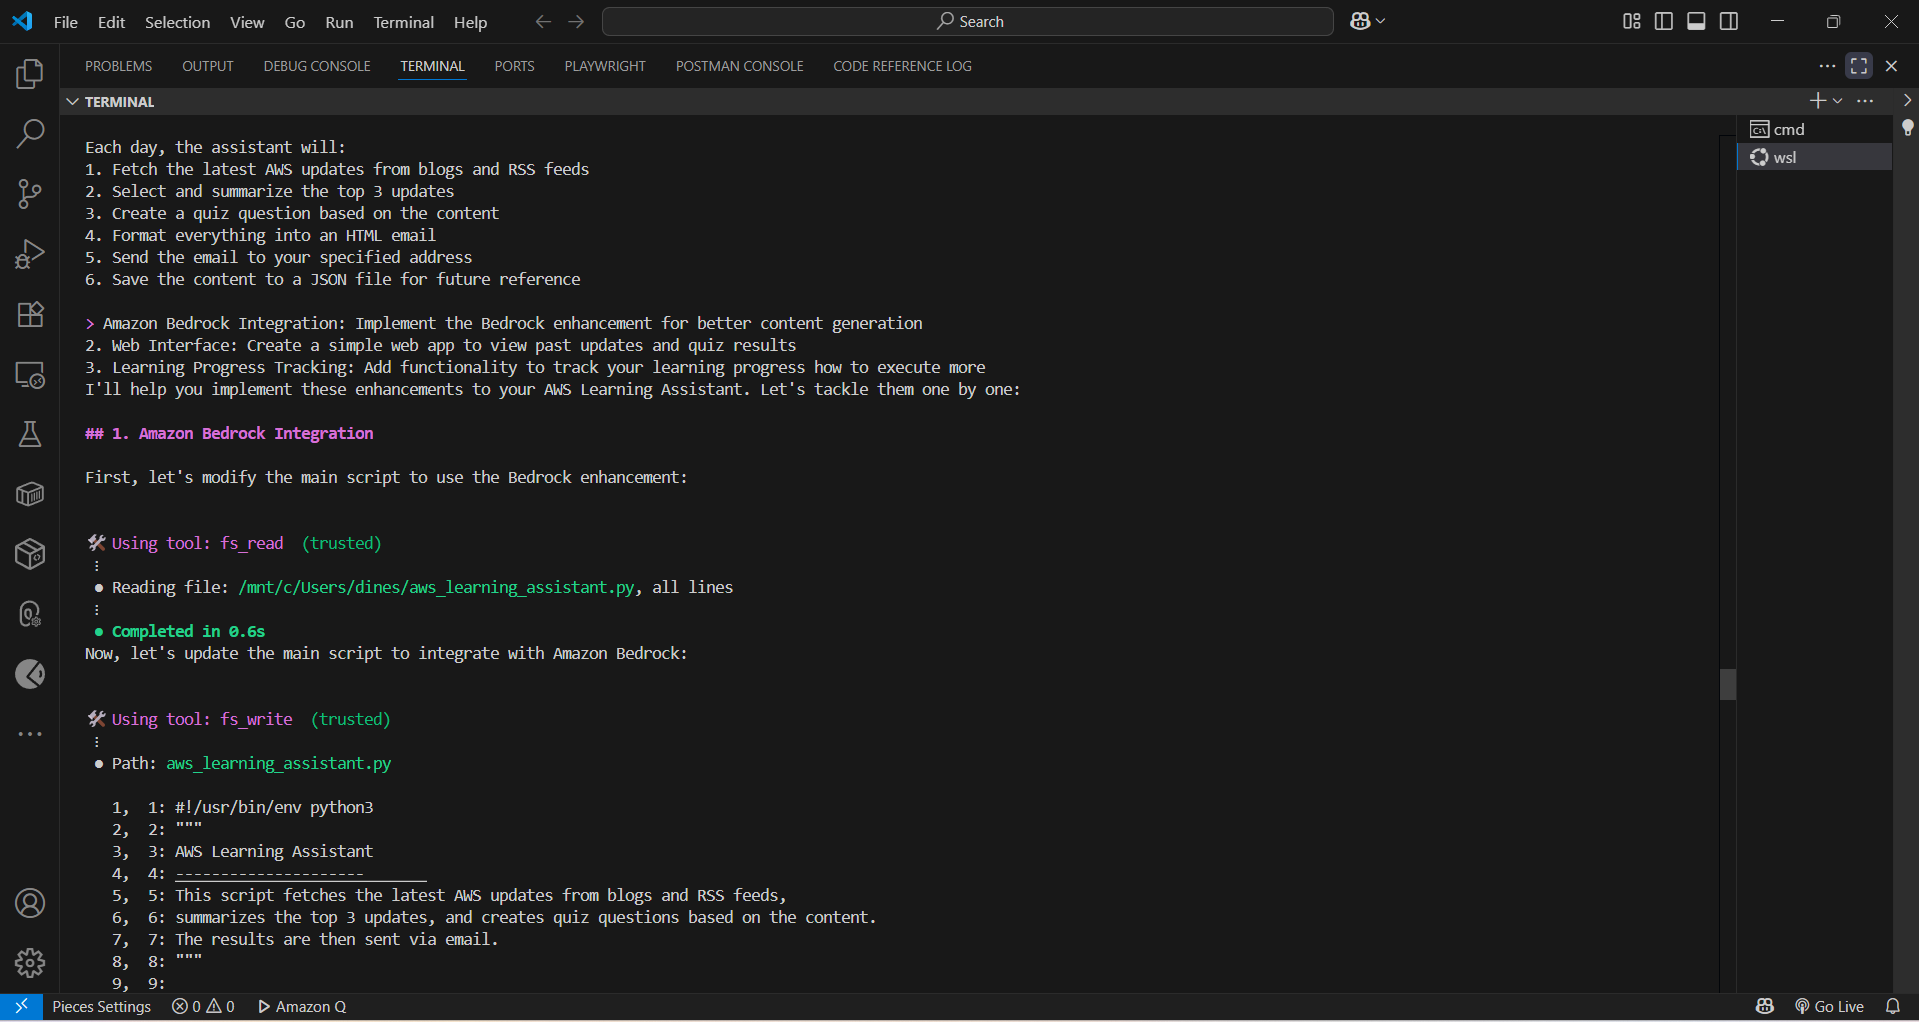 File Edit Selection View Go Run Terminal Help
Search
PROBLEMS OUTPUT DEBUG CONSOLE TERMINAL PORTS PLAYWRIGHT POSTMAN CONSOLE CODE REFERENCE LOG
TERMINAL
cmd
wsl
Each day, the assistant will:
1. Fetch the latest AWS updates from blogs and RSS feeds
2. Select and summarize the top 3 updates
3. Create a quiz question based on the content
4. Format everything into an HTML email
5. Send the email to your specified address
6. Save the content to a JSON file for future reference
> Amazon Bedrock Integration: Implement the Bedrock enhancement for better content generation
2. Web Interface: Create a simple web app to view past updates and quiz results
3. Learning Progress Tracking: Add functionality to track your learning progress how to execute more
I'll help you implement these enhancements to your AWS Learning Assistant. Let's tackle them one by one:
## 1. Amazon Bedrock Integration
First, let's modify the main script to use the Bedrock enhancement:
🛠️ Using tool: fs_read (trusted)
⋮
● Reading file: /mnt/c/Users/dines/aws_learning_assistant.py, all lines
⋮
● Completed in 0.6s
Now, let's update the main script to integrate with Amazon Bedrock:
🛠️ Using tool: fs_write (trusted)
⋮
● Path: aws_learning_assistant.py
1, 1: #!/usr/bin/env python3
2, 2: """
3, 3: AWS Learning Assistant
4, 4: ---------------------
5, 5: This script fetches the latest AWS updates from blogs and RSS feeds,
6, 6: summarizes the top 3 updates, and creates quiz questions based on the content.
7, 7: The results are then sent via email.
8, 8: """
9, 9:
Pieces Settings 0 0 Amazon Q Go Live